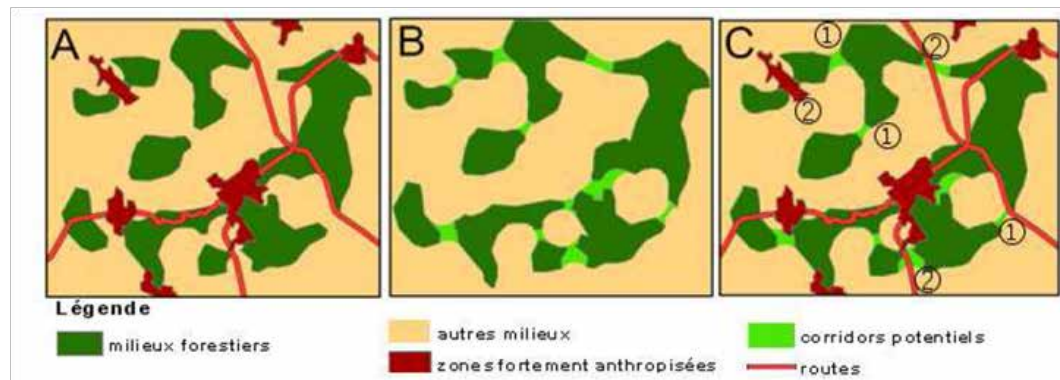 A
B
C
①
②
②
①
①
②
Légende
milieux forestiers
autres milieux
zones fortement anthropisées
corridors potentiels
routes